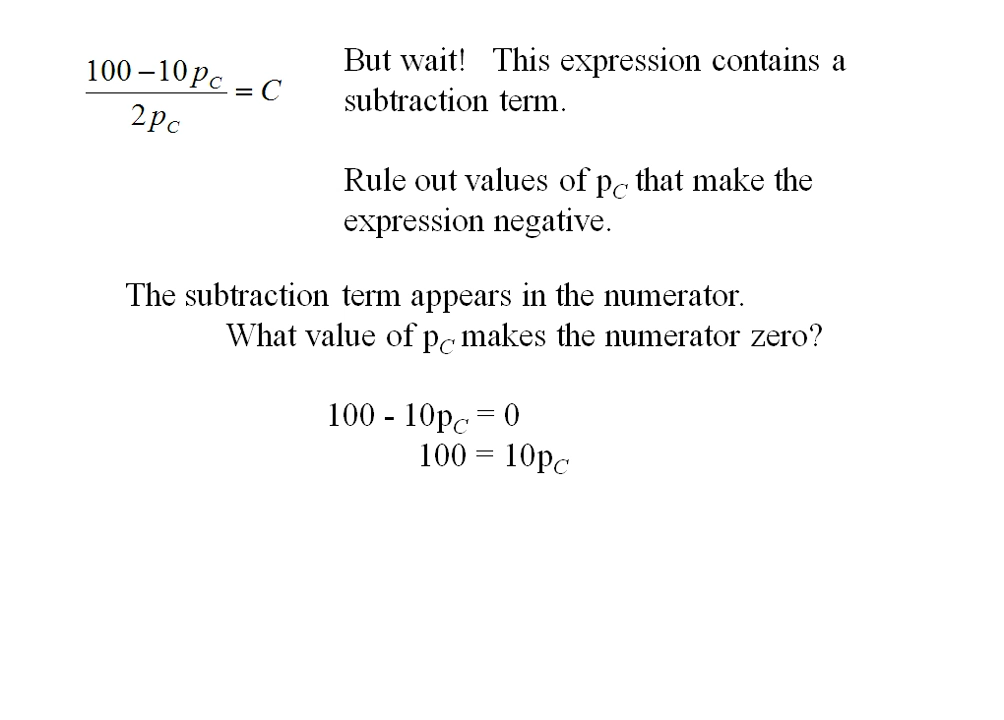 100 – 10p_C / 2p_C = C
But wait! This expression contains a
subtraction term.
Rule out values of p_C that make the
expression negative.
The subtraction term appears in the numerator.
What value of p_C makes the numerator zero?
100 - 10p_C = 0
100 = 10p_C